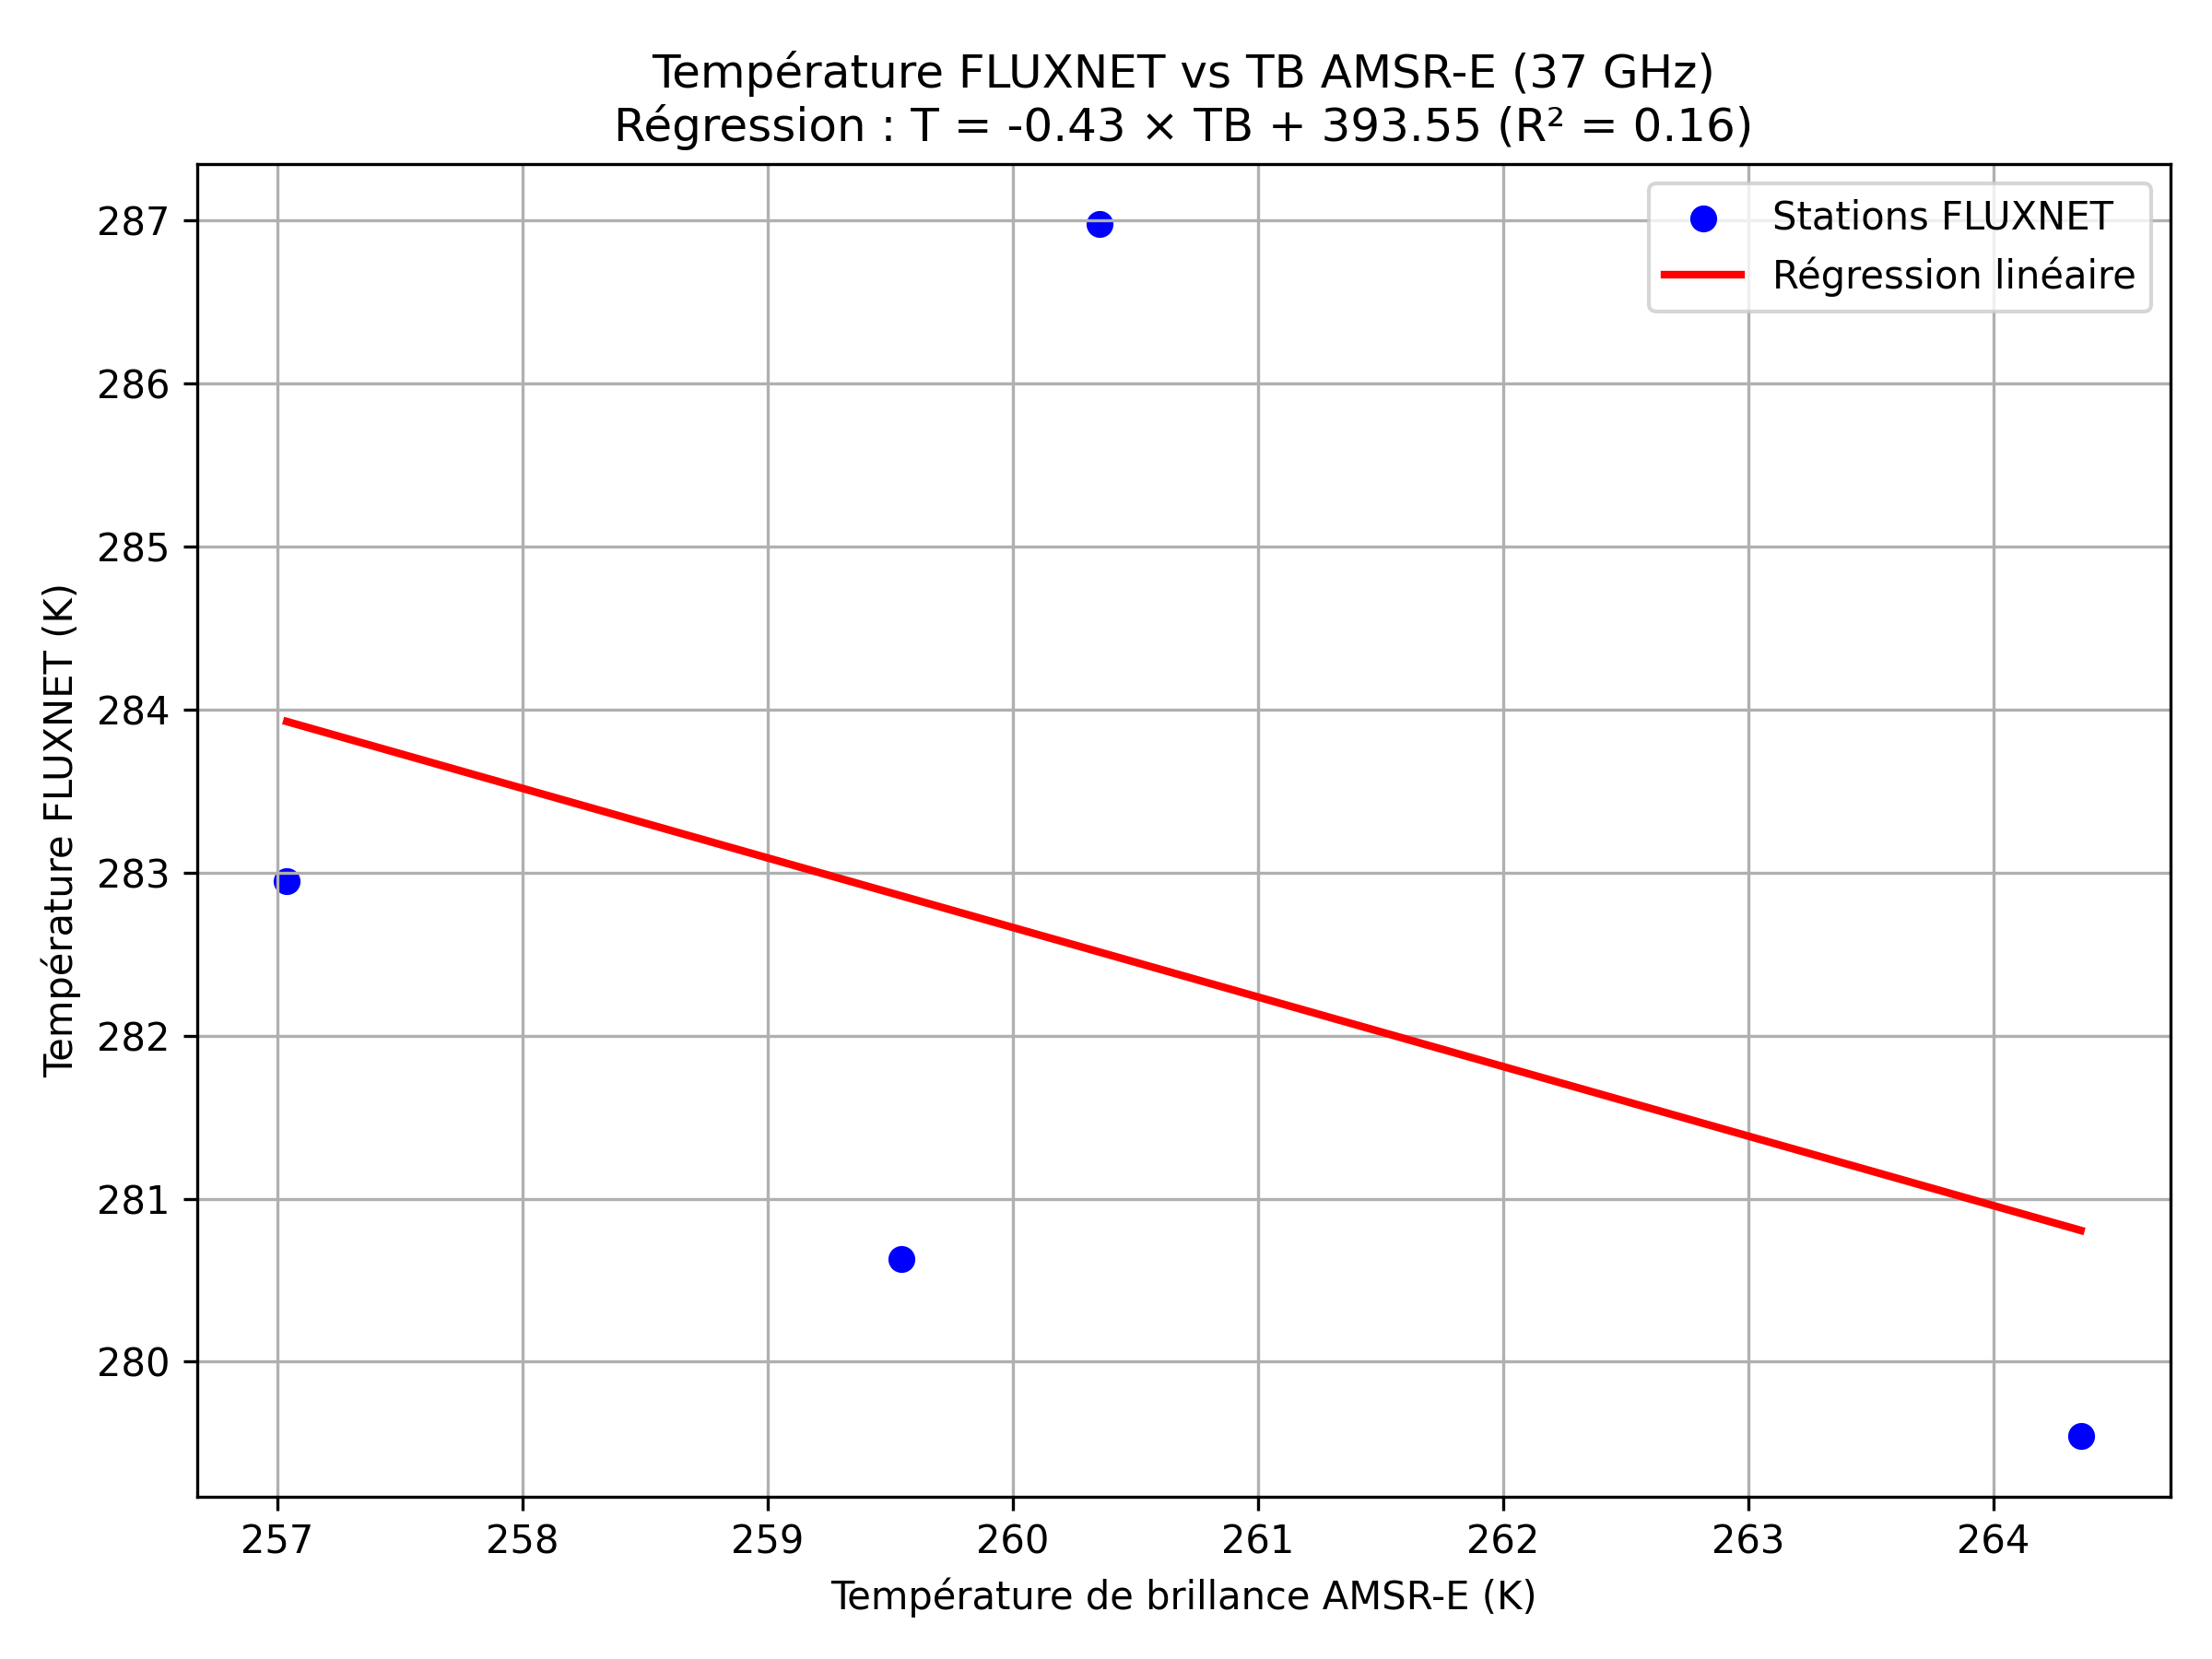 Température FLUXNET vs TB AMSR-E (37 GHz)
Régression : T = -0.43 × TB + 393.55 (R² = 0.16)
Stations FLUXNET
Régression linéaire
287
286
285
284
283
282
281
280
Température FLUXNET (K)
257 258 259 260 261 262 263 264
Température de brillance AMSR-E (K)